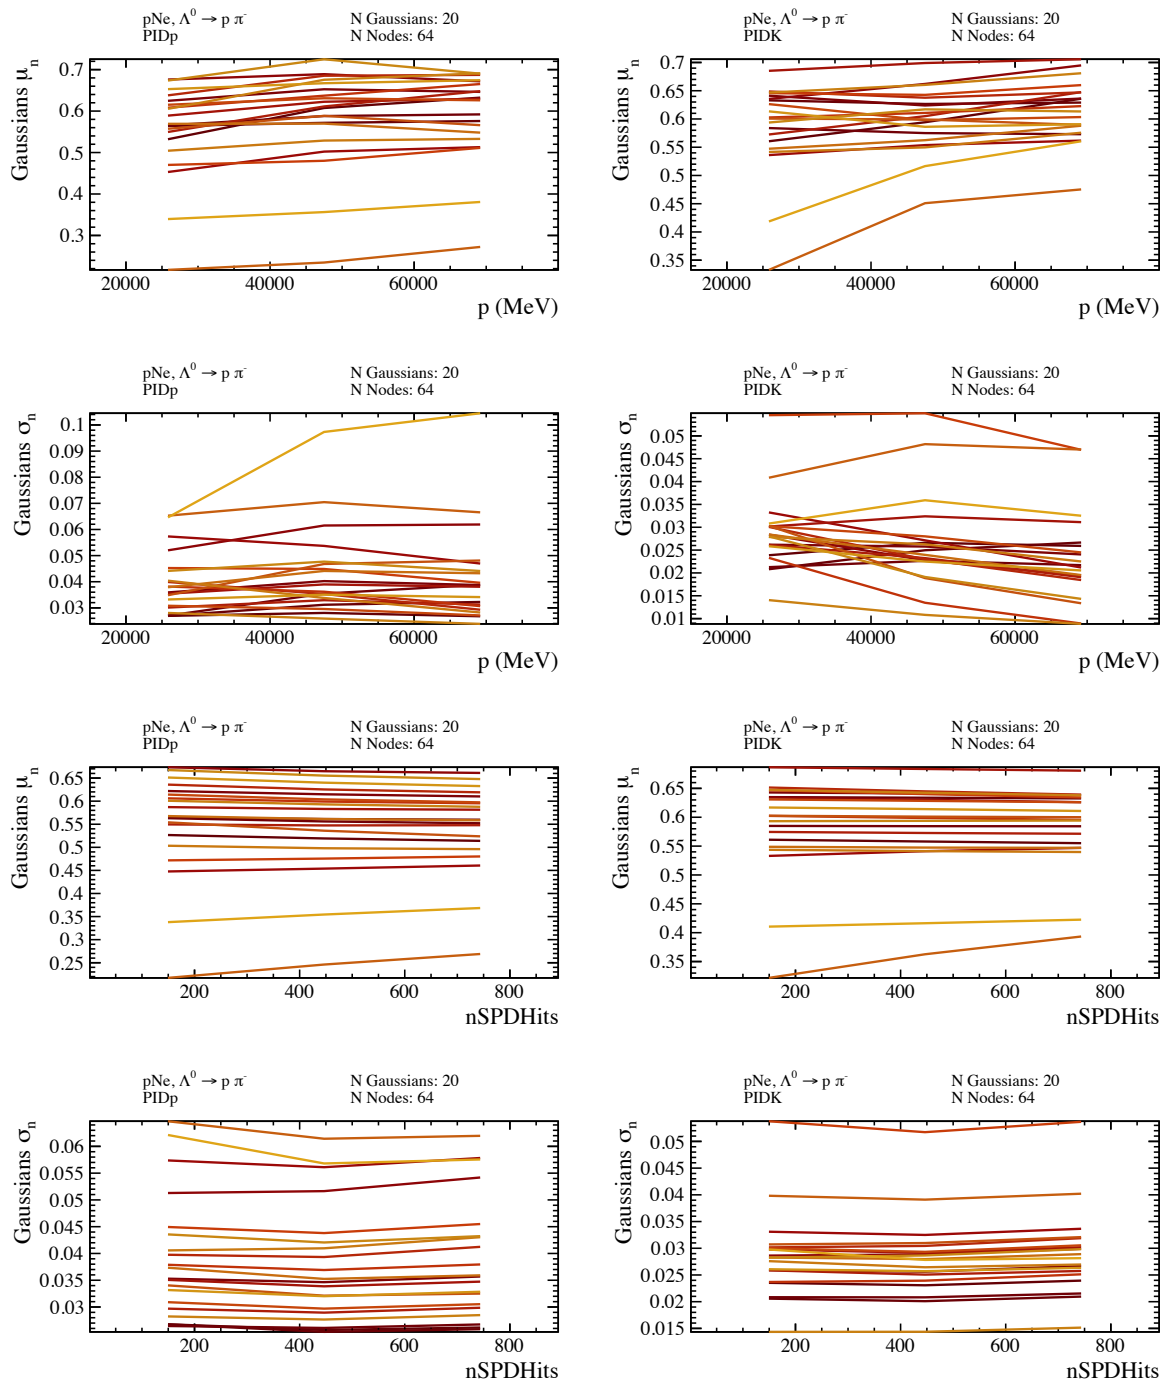 pNe, Λ⁰ → p π⁻ N Gaussians: 20
PIDp N Nodes: 64
Gaussians μₙ
0.7
0.6
0.5
0.4
0.3
20000 40000 60000
p (MeV)
pNe, Λ⁰ → p π⁻ N Gaussians: 20
PIDK N Nodes: 64
Gaussians μₙ
0.7
0.65
0.6
0.55
0.5
0.45
0.4
0.35
20000 40000 60000
p (MeV)
pNe, Λ⁰ → p π⁻ N Gaussians: 20
PIDp N Nodes: 64
Gaussians σₙ
0.1
0.09
0.08
0.07
0.06
0.05
0.04
0.03
20000 40000 60000
p (MeV)
pNe, Λ⁰ → p π⁻ N Gaussians: 20
PIDK N Nodes: 64
Gaussians σₙ
0.05
0.045
0.04
0.035
0.03
0.025
0.02
0.015
0.01
20000 40000 60000
p (MeV)
pNe, Λ⁰ → p π⁻ N Gaussians: 20
PIDp N Nodes: 64
Gaussians μₙ
0.65
0.6
0.55
0.5
0.45
0.4
0.35
0.3
0.25
200 400 600 800
nSPDHits
pNe, Λ⁰ → p π⁻ N Gaussians: 20
PIDK N Nodes: 64
Gaussians μₙ
0.65
0.6
0.55
0.5
0.45
0.4
0.35
200 400 600 800
nSPDHits
pNe, Λ⁰ → p π⁻ N Gaussians: 20
PIDp N Nodes: 64
Gaussians σₙ
0.06
0.055
0.05
0.045
0.04
0.035
0.03
200 400 600 800
nSPDHits
pNe, Λ⁰ → p π⁻ N Gaussians: 20
PIDK N Nodes: 64
Gaussians σₙ
0.05
0.045
0.04
0.035
0.03
0.025
0.02
0.015
200 400 600 800
nSPDHits